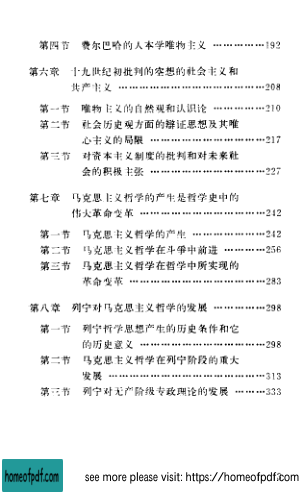 第四节 费尔巴哈的人本学唯物主义 ……………192
第六章 十九世纪初批判的空想的社会主义和
共产主义 ……………………………208
第一节 唯物主义的自然观和认识论 ……………210
第二节 社会历史观方面的辩证思想及其唯
心主义的局限 ………………………217
第三节 对资本主义制度的批判和对未来社
会的积极主张 ………………………227
第七章 马克思主义哲学的产生是哲学史中的
伟大革命变革 ………………………242
第一节 马克思主义哲学的产生 …………………242
第二节 马克思主义哲学在斗争中前进 …………256
第三节 马克思主义哲学在哲学中所实现的
革命变革 ……………………………283
第八章 列宁对马克思主义哲学的发展 ……………298
第一节 列宁哲学思想产生的历史条件和它
的历史意义 …………………………298
第二节 马克思主义哲学在列宁阶段的重大
发展 …………………………………313
第三节 列宁对无产阶级专政理论的发展 ………333
homeofpdf.com
see more please visit: https://homeofpdf.com